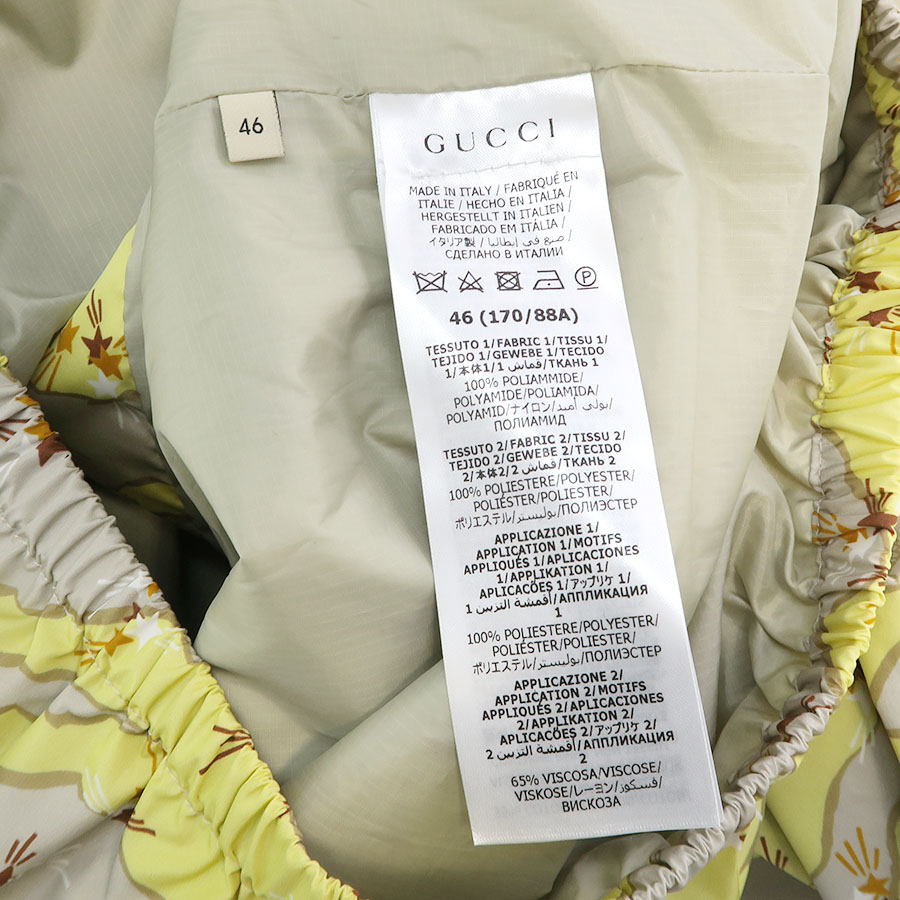 46
GUCCI
MADE IN ITALY / FABRIQUÉ EN
ITALIE / HECHO EN ITALIA /
HERGESTELLT IN ITALIEN /
FABRICADO EM ITÁLIA /
イタリア製 / صنع في إيطاليا /
СДЕЛАНО В ИТАЛИИ
P
46 (170/88A)
TESSUTO 1/FABRIC 1/TISSU 1/
TEJIDO 1/GEWEBE 1/TECIDO
1/本体1/قماش 1/ТКАНЬ 1
100% POLIAMMIDE/
POLYAMIDE/POLIAMIDA/
POLYAMID/ナイロン/بولي أميد/
ПОЛИАМИД
TESSUTO 2/FABRIC 2/TISSU 2/
TEJIDO 2/GEWEBE 2/TECIDO
2/本体2/قماش 2/ТКАНЬ 2
100% POLIESTERE/POLYESTER/
POLIÉSTER/POLIESTER/
ポリエステル/بوليستر/ПОЛИЭСТЕР
APPLICAZIONE 1/
APPLICATION 1/MOTIFS
APPLIQUÉS 1/APLICACIONES
1/APPLIKATION 1/
APLICAÇÕES 1/アップリケ 1/
أقمشة التزيين 1/АППЛИКАЦИЯ
1
100% POLIESTERE/POLYESTER/
POLIÉSTER/POLIESTER/
ポリエステル/بوليستر/ПОЛИЭСТЕР
APPLICAZIONE 2/
APPLICATION 2/MOTIFS
APPLIQUÉS 2/APLICACIONES
2/APPLIKATION 2/
APLICAÇÕES 2/アップリケ 2/
أقمشة التزيين 2/АППЛИКАЦИЯ
2
65% VISCOSA/VISCOSE/
VISKOSE/レーヨン/فسكوز/
ВИСКОЗА